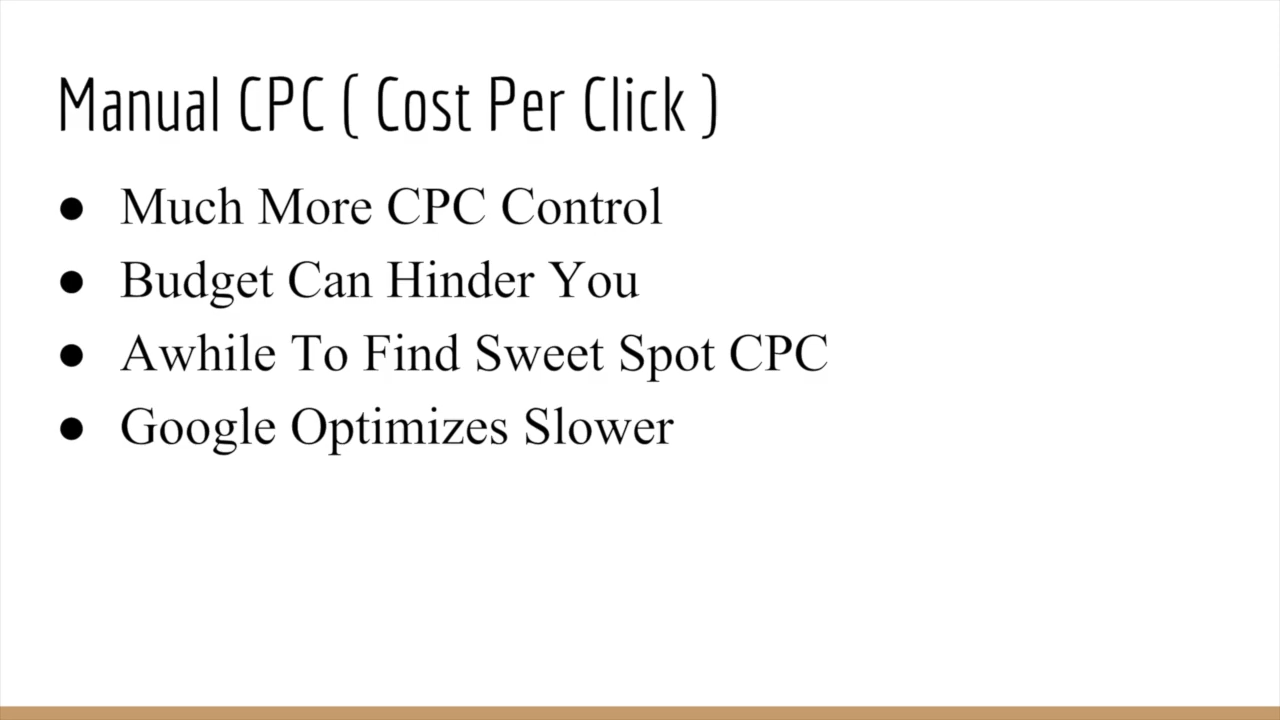 Manual CPC ( Cost Per Click )
● Much More CPC Control
● Budget Can Hinder You
● Awhile To Find Sweet Spot CPC
● Google Optimizes Slower